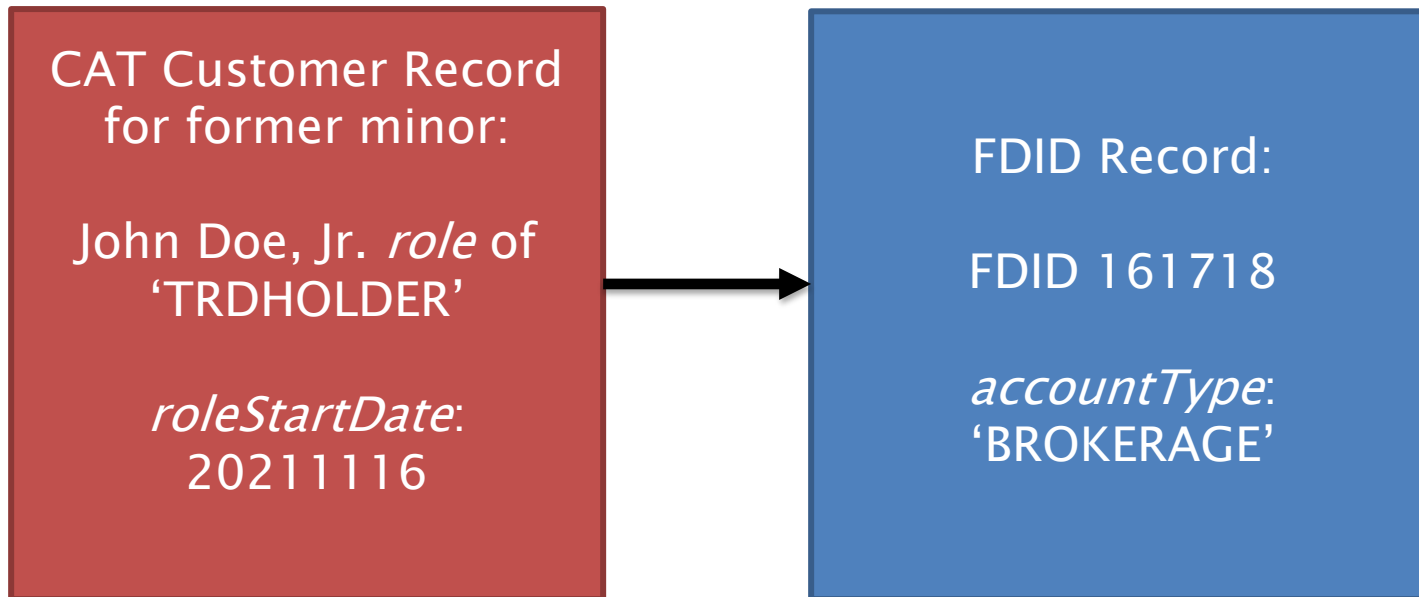 CAT Customer Record
for former minor:
John Doe, Jr. role of
‘TRDHOLDER’
roleStartDate:
20211116
FDID Record:
FDID 161718
accountType:
‘BROKERAGE’